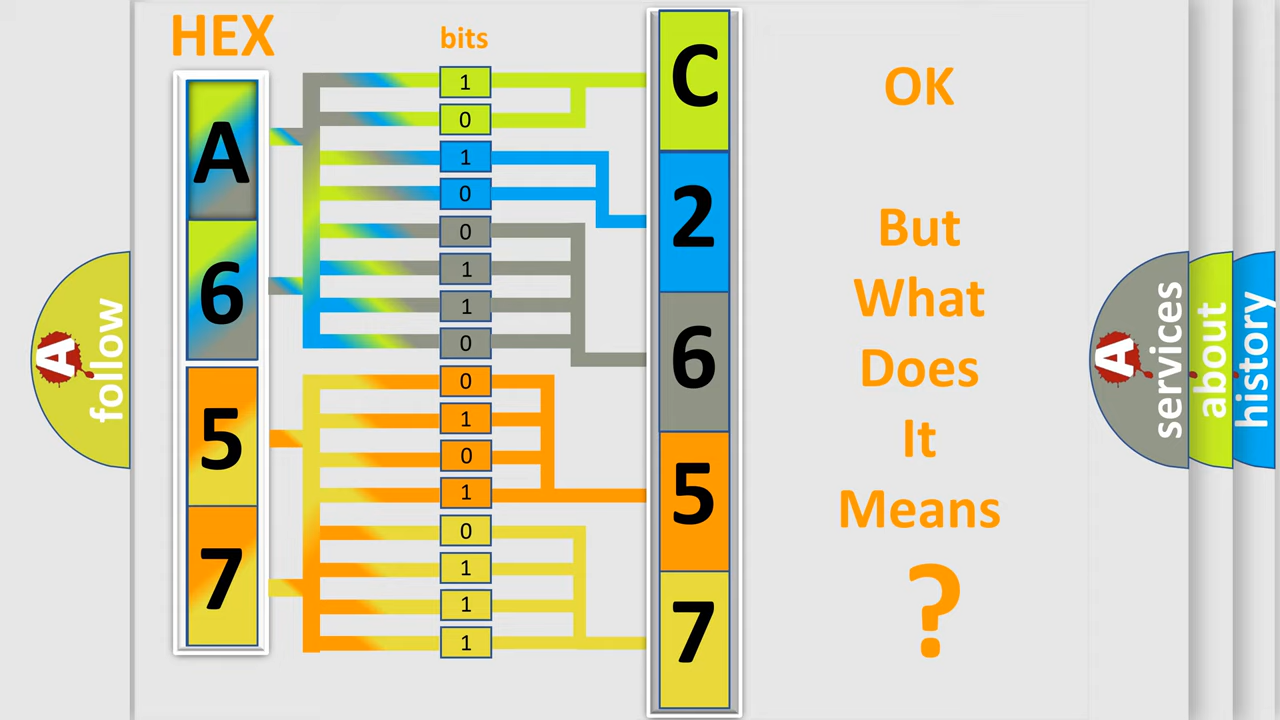 HEX
bits
A
6
5
7
1
0
1
0
0
1
1
0
0
1
0
1
0
1
1
1
C
2
6
5
7
OK
But
What
Does
It
Means
?
A
follow
A
services
about
history